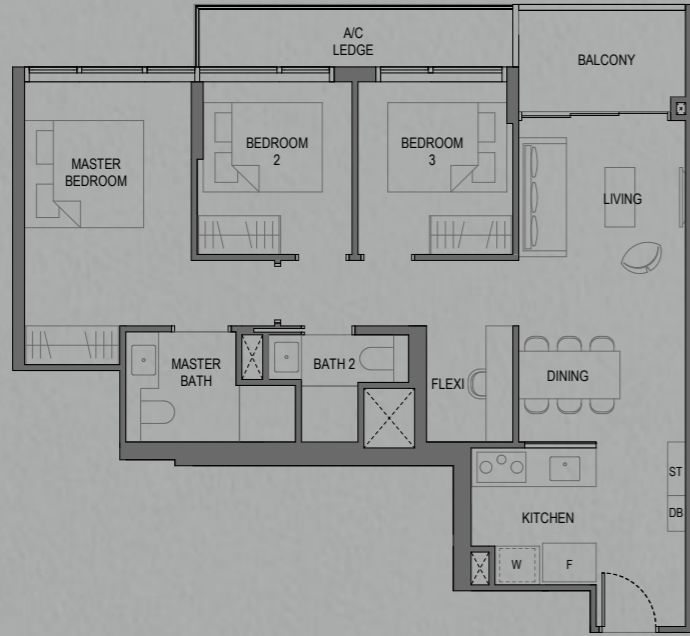 A/C
LEDGE
BALCONY
MASTER
BEDROOM
BEDROOM
2
BEDROOM
3
LIVING
MASTER
BATH
BATH 2
FLEXI
DINING
ST
DB
KITCHEN
W
F